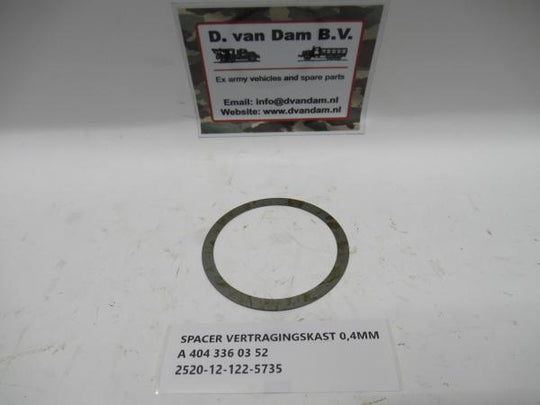 D. van Dam B.V.
Ex army vehicles and spare parts
Email: info@dvandam.nl
Website: www.dvandam.nl
SPACER VERTRAGINGSKAST 0,4MM
A 404 336 03 52
2520-12-122-5735